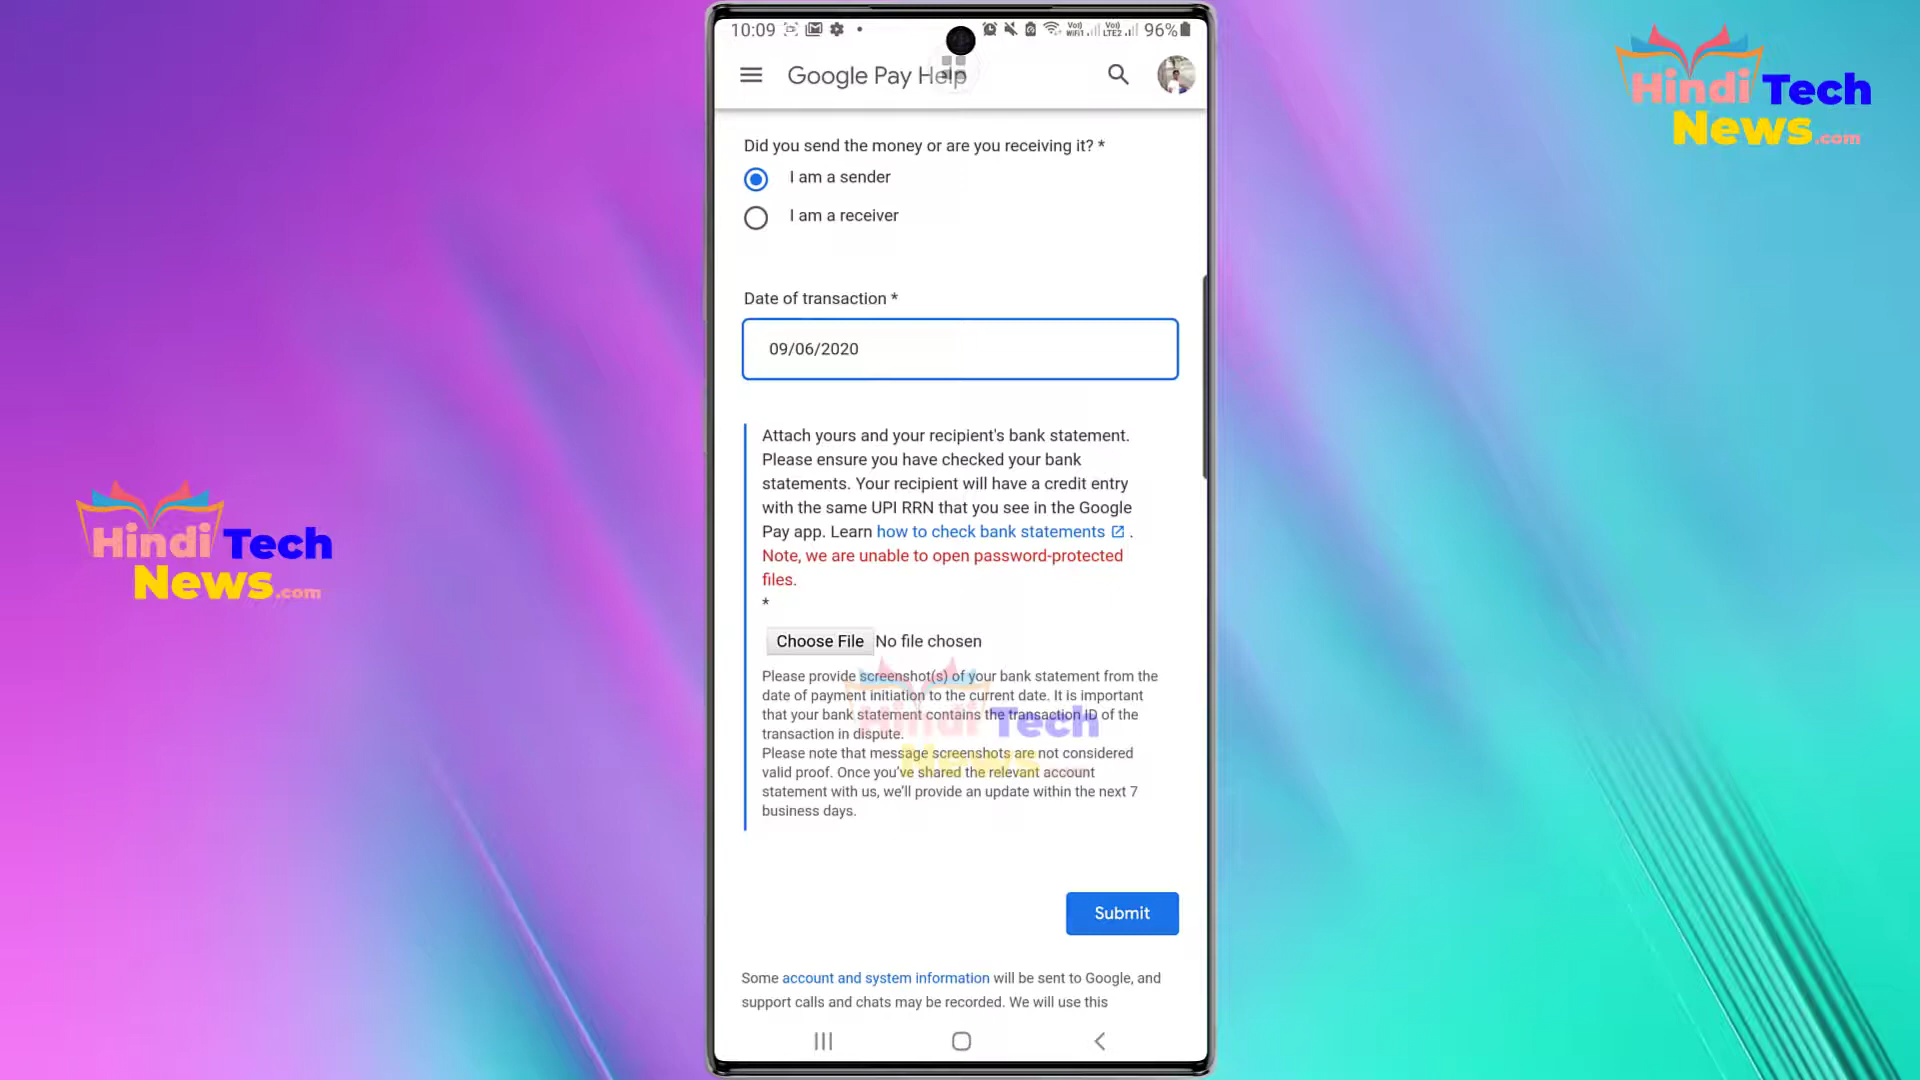 10:09
96%
Google Pay Help
Hindi Tech
News.com
Did you send the money or are you receiving it? *
I am a sender
I am a receiver
Date of transaction *
09/06/2020
Attach yours and your recipient's bank statement.
Please ensure you have checked your bank
statements. Your recipient will have a credit entry
with the same UPI RRN that you see in the Google
Pay app. Learn how to check bank statements .
Note, we are unable to open password-protected
files.
*
Hindi Tech
News.com
Choose File No file chosen
Please provide screenshot(s) of your bank statement from the
date of payment initiation to the current date. It is important
that your bank statement contains the transaction ID of the
transaction in dispute.
Please note that message screenshots are not considered
valid proof. Once you've shared the relevant account
statement with us, we'll provide an update within the next 7
business days.
Hindi Tech
News.com
Submit
Some account and system information will be sent to Google, and
support calls and chats may be recorded. We will use this